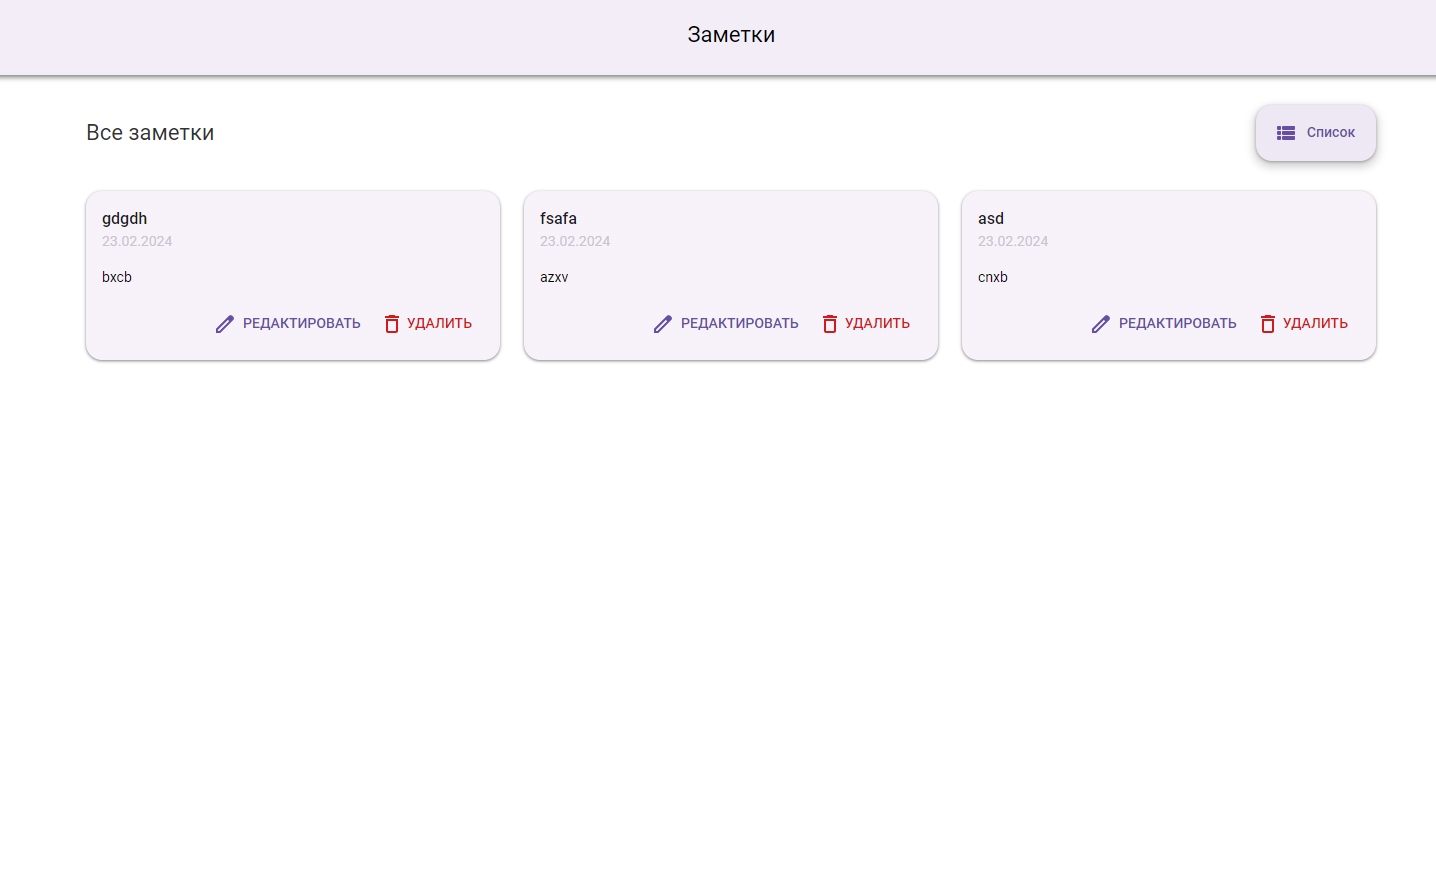 Заметки
Все заметки
Список
gdgdh
23.02.2024
bxcb
РЕДАКТИРОВАТЬ УДАЛИТЬ
fsafa
23.02.2024
azxv
РЕДАКТИРОВАТЬ УДАЛИТЬ
asd
23.02.2024
cnxb
РЕДАКТИРОВАТЬ УДАЛИТЬ